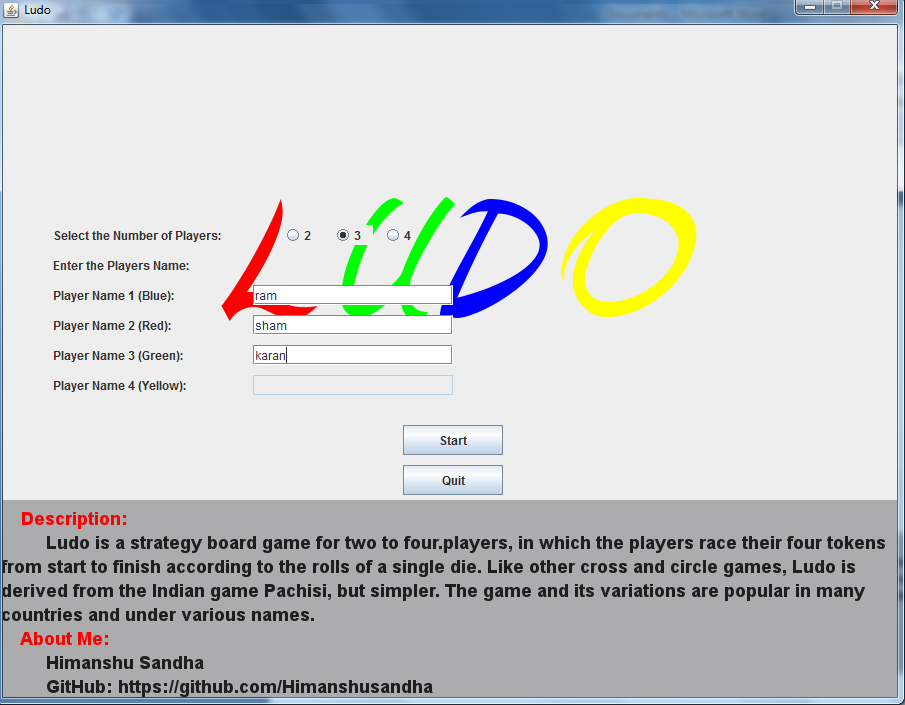 Ludo
LUDO
Select the Number of Players: 2 3 4
Enter the Players Name:
Player Name 1 (Blue): ram
Player Name 2 (Red): sham
Player Name 3 (Green): karan
Player Name 4 (Yellow):
Start
Quit
Description:
Ludo is a strategy board game for two to four.players, in which the players race their four tokens
from start to finish according to the rolls of a single die. Like other cross and circle games, Ludo is
derived from the Indian game Pachisi, but simpler. The game and its variations are popular in many
countries and under various names.
About Me:
Himanshu Sandha
GitHub: https://github.com/Himanshusandha